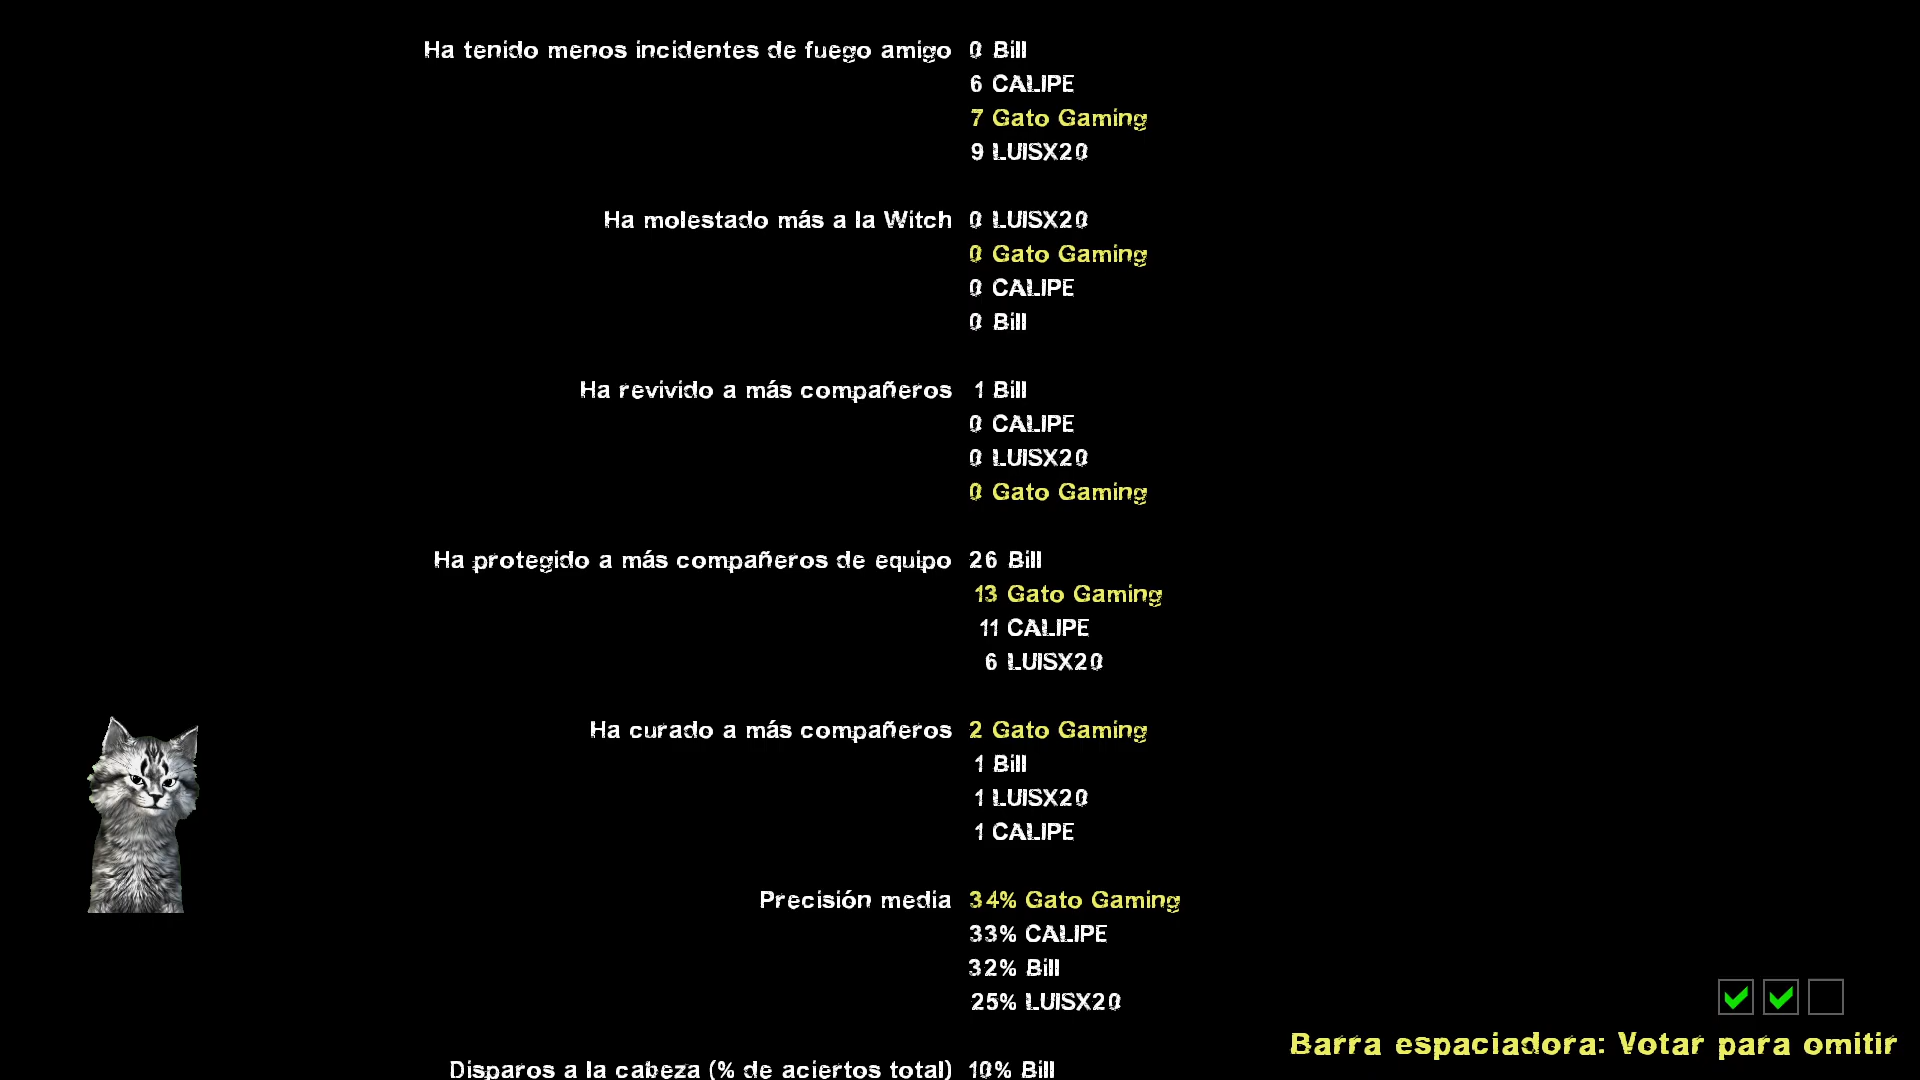 Ha tenido menos incidentes de fuego amigo 0 Bill
6 CALIPE
7 Gato Gaming
9 LUISX20
Ha molestado más a la Witch 0 LUISX20
0 Gato Gaming
0 CALIPE
0 Bill
Ha revivido a más compañeros 1 Bill
0 CALIPE
0 LUISX20
0 Gato Gaming
Ha protegido a más compañeros de equipo 26 Bill
13 Gato Gaming
11 CALIPE
6 LUISX20
Ha curado a más compañeros 2 Gato Gaming
1 Bill
1 LUISX20
1 CALIPE
Precisión media 34% Gato Gaming
33% CALIPE
32% Bill
25% LUISX20
Disparos a la cabeza (% de aciertos total) 10% Bill
Barra espaciadora: Votar para omitir